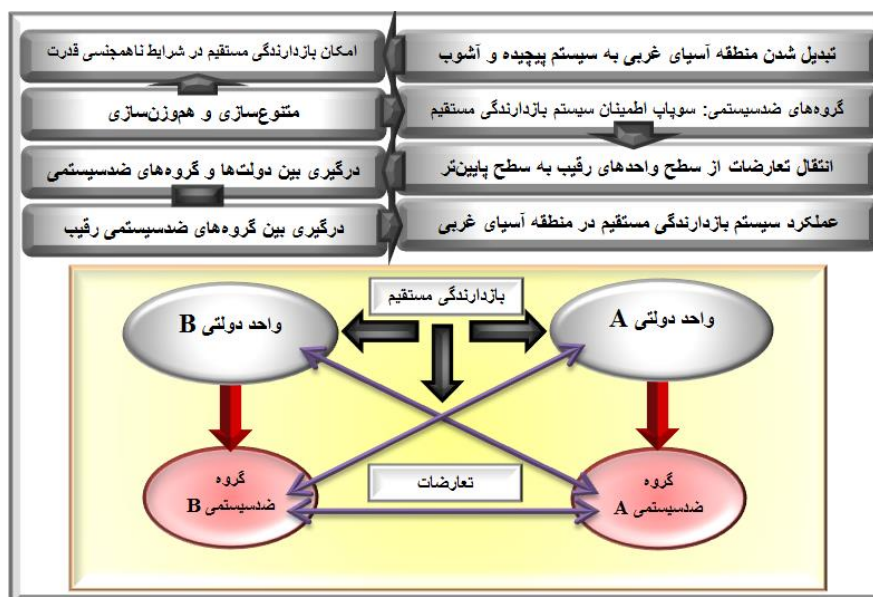 تبدیل شدن منطقه آسیای غربی به سیستم پیچیده و آشوب
امکان بازدارندگی مستقیم در شرایط ناهمجنسی قدرت
متنوع‌سازی و هم‌وزن‌سازی
گروه‌های ضدسیستمی: سوپاپ اطمینان سیستم بازدارندگی مستقیم
انتقال تعارضات از سطح واحدهای رقیب به سطح پایین‌تر
درگیری بین دولت‌ها و گروه‌های ضدسیستمی
درگیری بین گروه‌های ضدسیستمی رقیب
عملکرد سیستم بازدارندگی مستقیم در منطقه آسیای غربی
بازدارندگی مستقیم
واحد دولتی A
واحد دولتی B
تعارضات
گروه
ضدسیستمی A
گروه
ضدسیستمی B